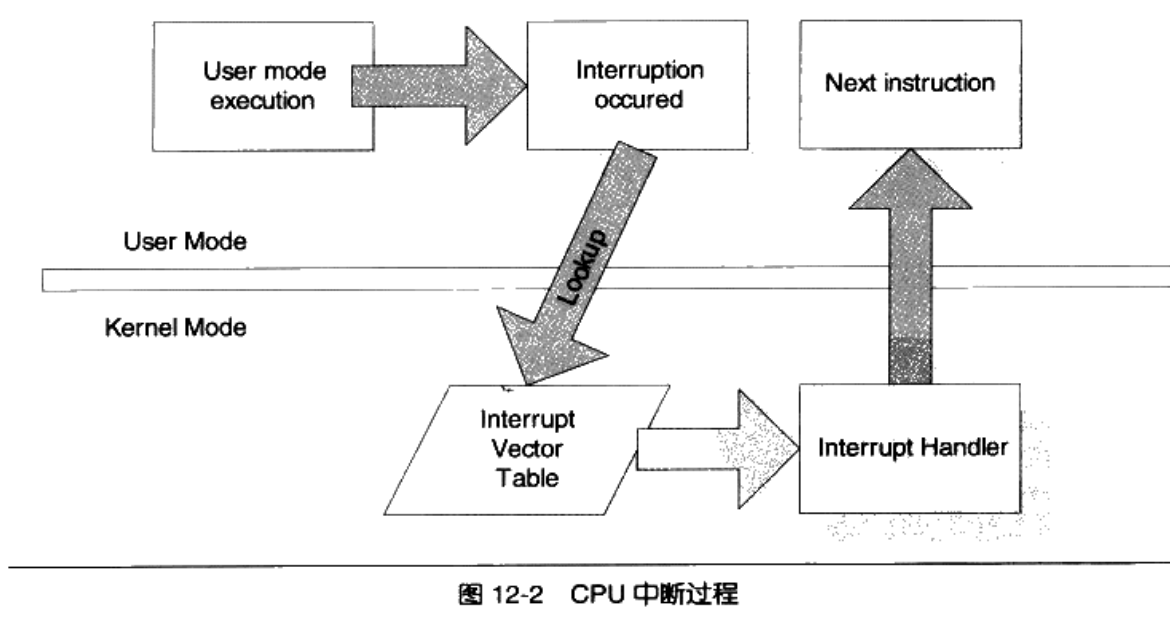 User mode
execution
Interruption
occured
Next instruction
User Mode
Lookup
Kernel Mode
Interrupt
Vector
Table
Interrupt Handler
图 12-2 CPU 中断过程